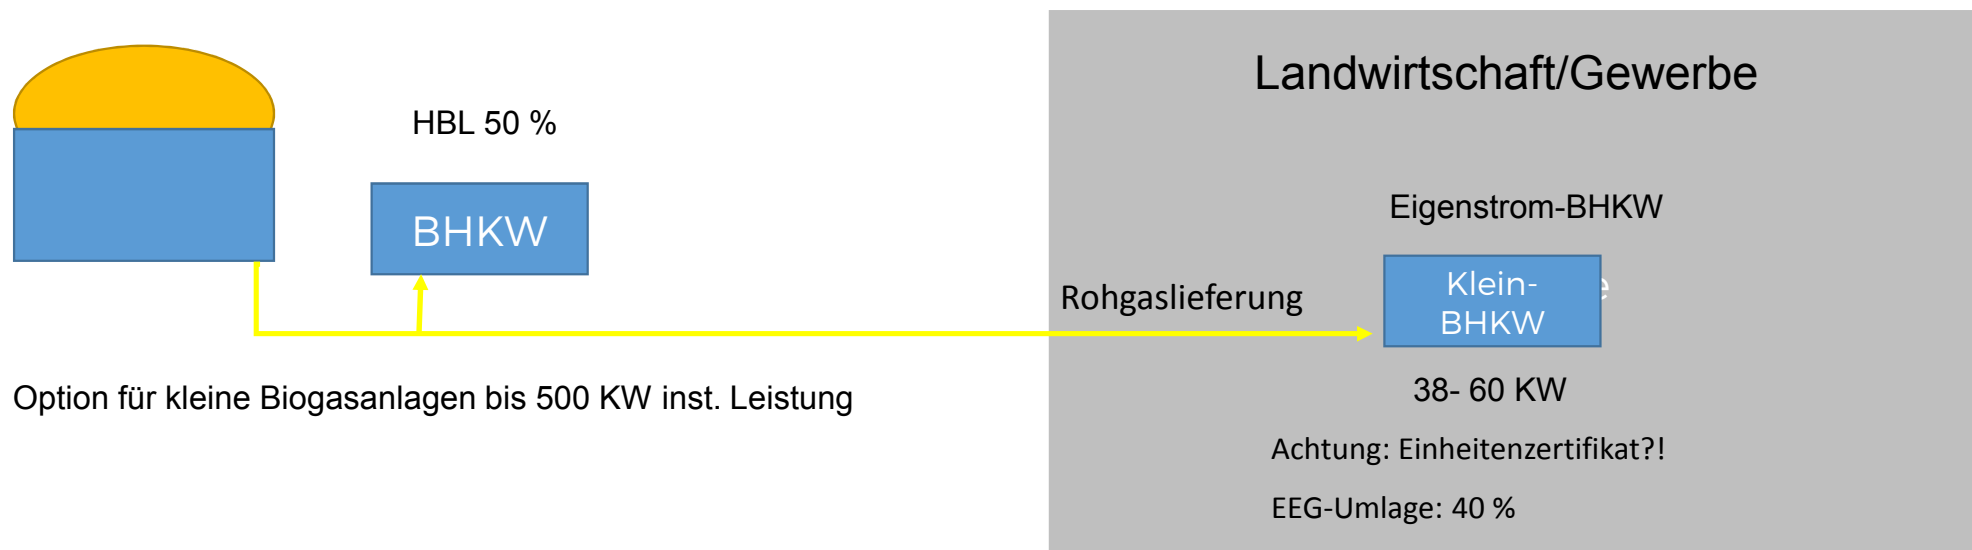 Landwirtschaft/Gewerbe
HBL 50 %
BHKW
Eigenstrom-BHKW
Rohgaslieferung
Klein-
BHKW
Option für kleine Biogasanlagen bis 500 KW inst. Leistung
38- 60 KW
Achtung: Einheitenzertifikat?!
EEG-Umlage: 40 %